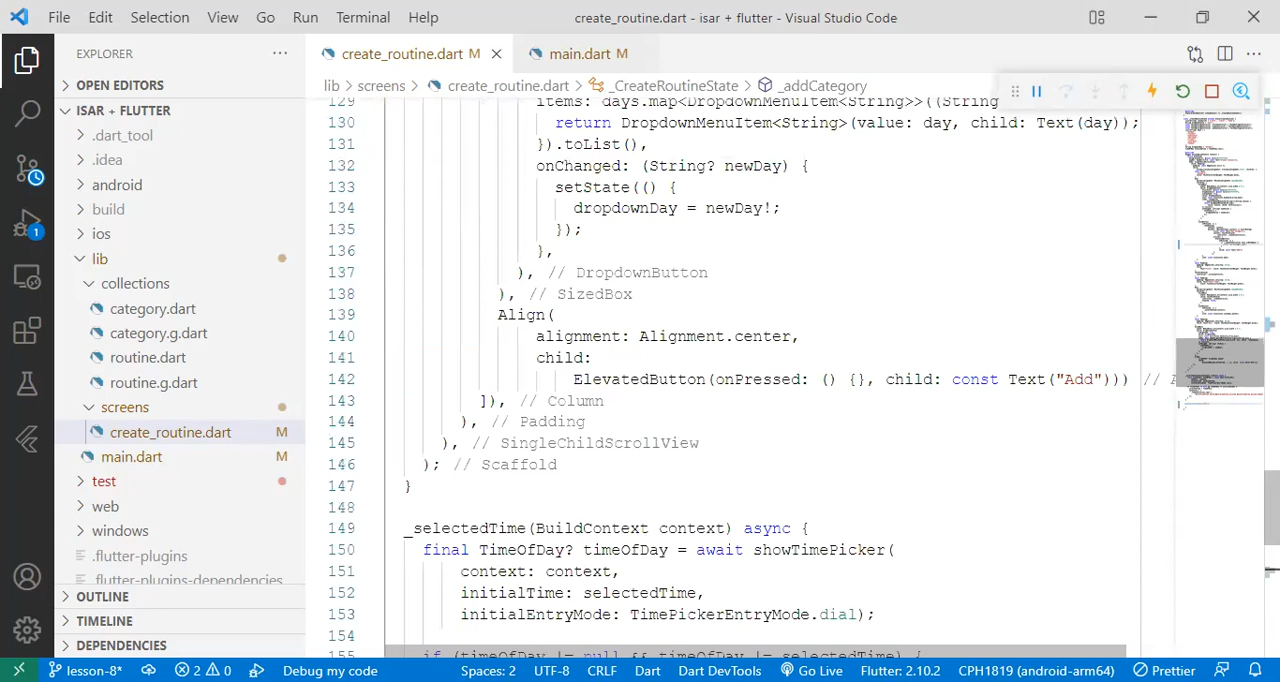 File Edit Selection View Go Run Terminal Help
create_routine.dart - isar + flutter - Visual Studio Code
EXPLORER
OPEN EDITORS
ISAR + FLUTTER
.dart_tool
.idea
android
build
ios
lib
collections
category.dart
category.g.dart
routine.dart
routine.g.dart
screens
create_routine.dart M
main.dart M
test
web
windows
.flutter-plugins
.flutter-plugins-dependencies
OUTLINE
TIMELINE
DEPENDENCIES
1
create_routine.dart M
main.dart M
lib > screens > create_routine.dart > _CreateRoutineState > _addCategory
129 items: days.map<DropdownMenuItem<String>>((String
130 return DropdownMenuItem<String>(value: day, child: Text(day));
131 }).toList(),
132 onChanged: (String? newDay) {
133 setState(() {
134 dropdownDay = newDay!;
135 });
136 },
137 ), // DropdownButton
138 ), // SizedBox
139 Align(
140 alignment: Alignment.center,
141 child:
142 ElevatedButton(onPressed: () {}, child: const Text("Add"))) // A
143 ]), // Column
144 ), // Padding
145 ), // SingleChildScrollView
146 ); // Scaffold
147 }
148
149 _selectedTime(BuildContext context) async {
150 final TimeOfDay? timeOfDay = await showTimePicker(
151 context: context,
152 initialTime: selectedTime,
153 initialEntryMode: TimePickerEntryMode.dial);
154
155 if (timeOfDay != null && timeOfDay != selectedTime) {
lesson-8* 2 0 Debug my code Spaces: 2 UTF-8 CRLF Dart Dart DevTools Go Live Flutter: 2.10.2 CPH1819 (android-arm64) Prettier